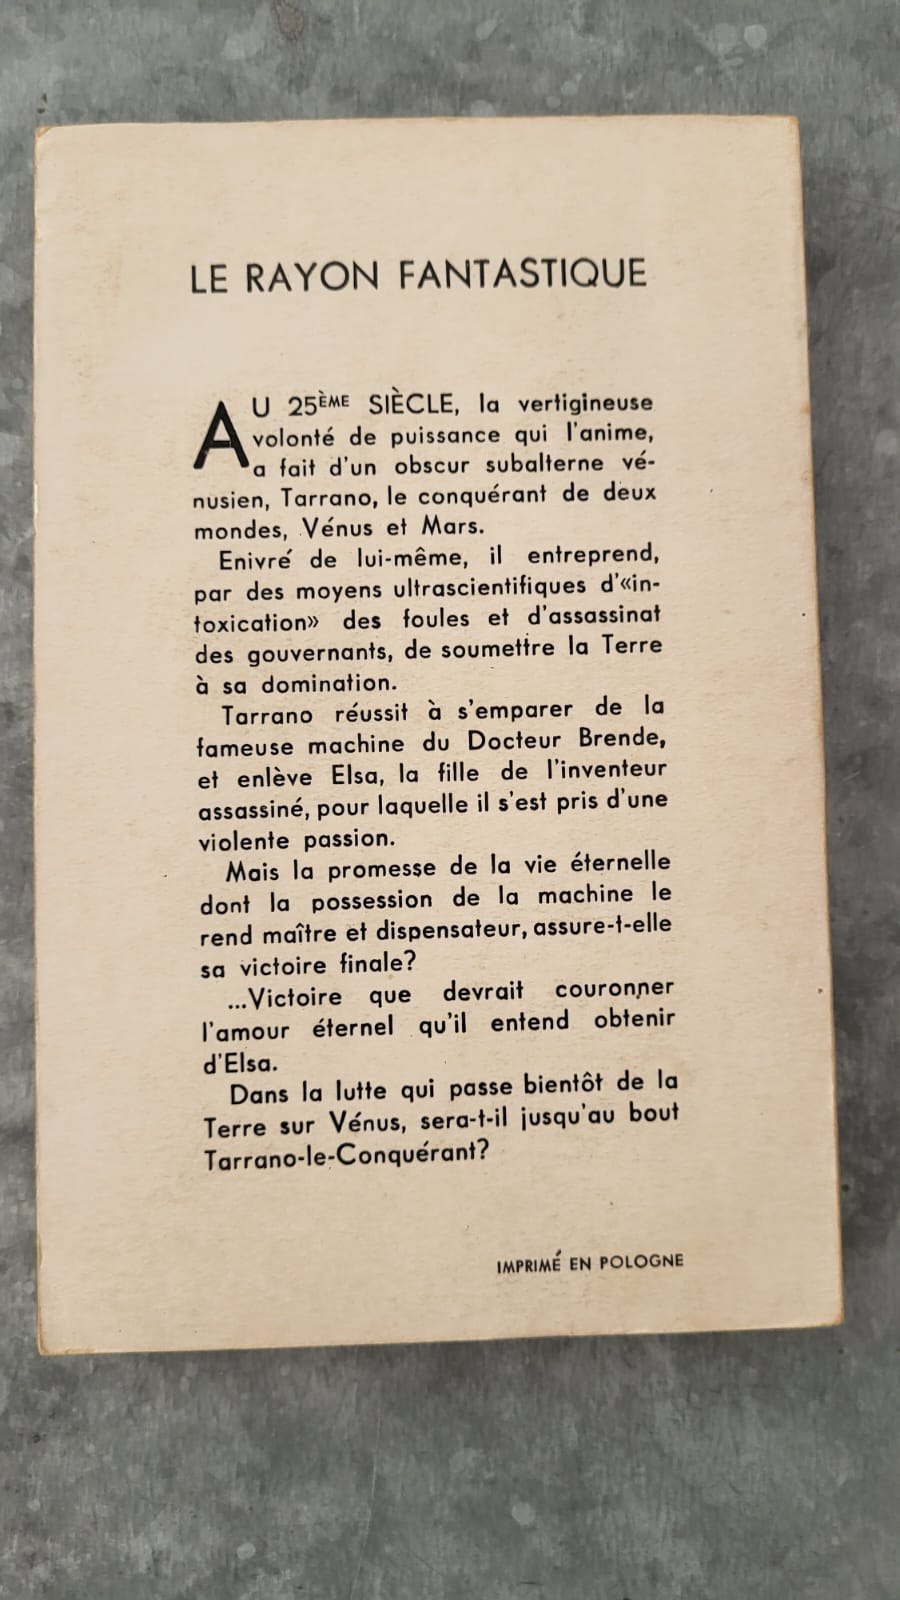 LE RAYON FANTASTIQUE
AU 25ÈME SIÈCLE, la vertigineuse
volonté de puissance qui l'anime,
a fait d'un obscur subalterne vé-
nusien, Tarrano, le conquérant de deux
mondes, Vénus et Mars.
Enivré de lui-même, il entreprend,
par des moyens ultrascientifiques d'«in-
toxication» des foules et d'assassinat
des gouvernants, de soumettre la Terre
à sa domination.
Tarrano réussit à s'emparer de la
fameuse machine du Docteur Brende,
et enlève Elsa, la fille de l'inventeur
assassiné, pour laquelle il s'est pris d'une
violente passion.
Mais la promesse de la vie éternelle
dont la possession de la machine le
rend maître et dispensateur, assure-t-elle
sa victoire finale?
...Victoire que devrait couronner
l'amour éternel qu'il entend obtenir
d'Elsa.
Dans la lutte qui passe bientôt de la
Terre sur Vénus, sera-t-il jusqu'au bout
Tarrano-le-Conquérant?
IMPRIMÉ EN POLOGNE